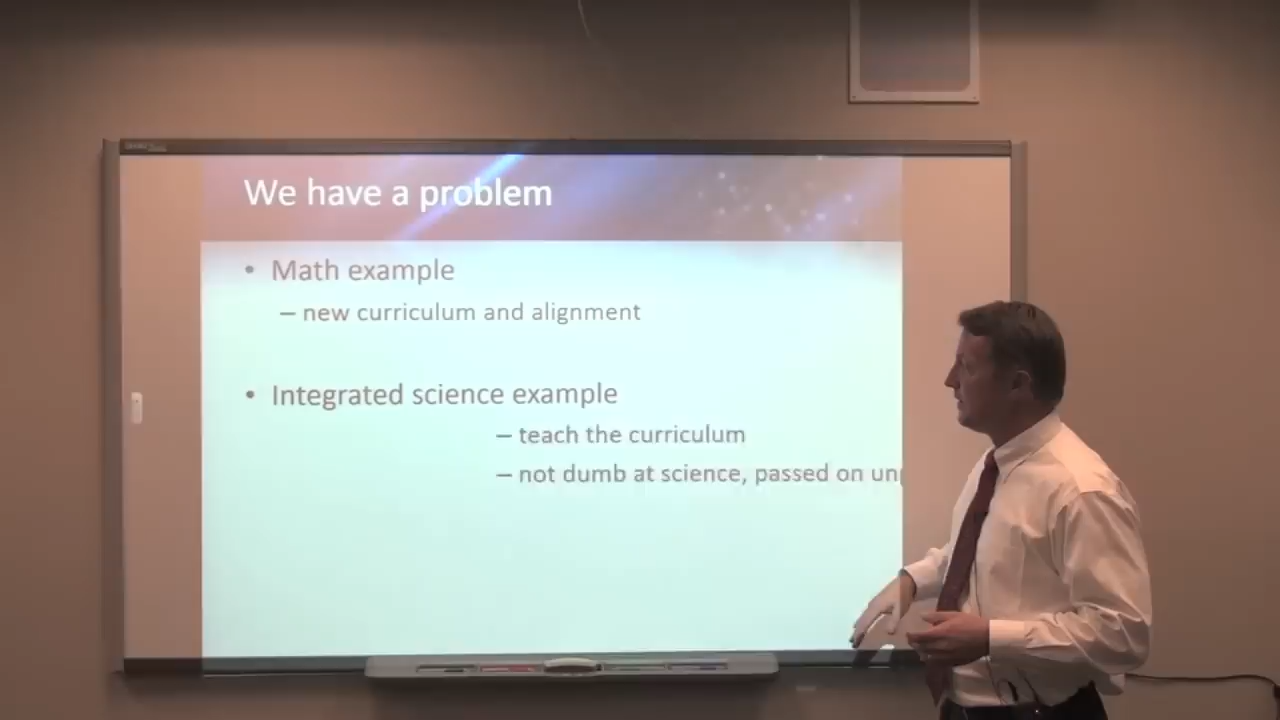 We have a problem
• Math example
– new curriculum and alignment
• Integrated science example
– teach the curriculum
– not dumb at science, passed on